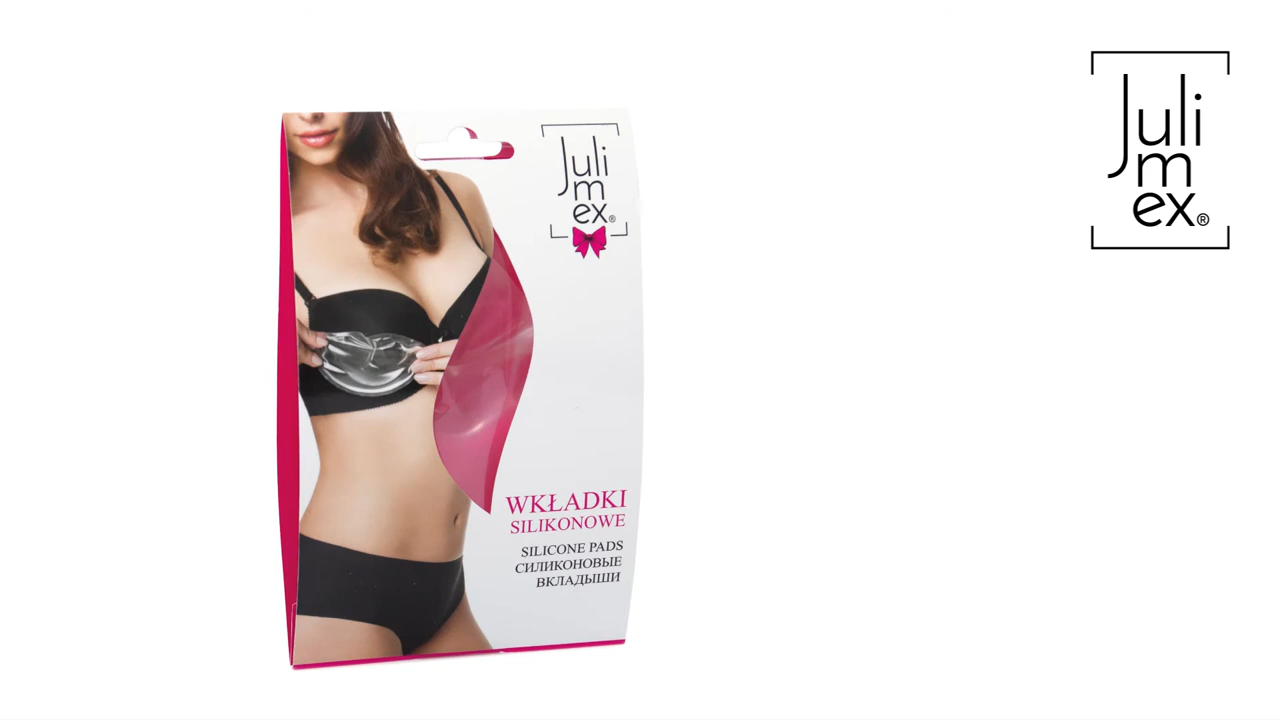 Juli
m
ex®
WKŁADKI
SILIKONOWE
SILICONE PADS
СИЛИКОНОВЫЕ
ВКЛАДЫШИ
Juli
m
ex®